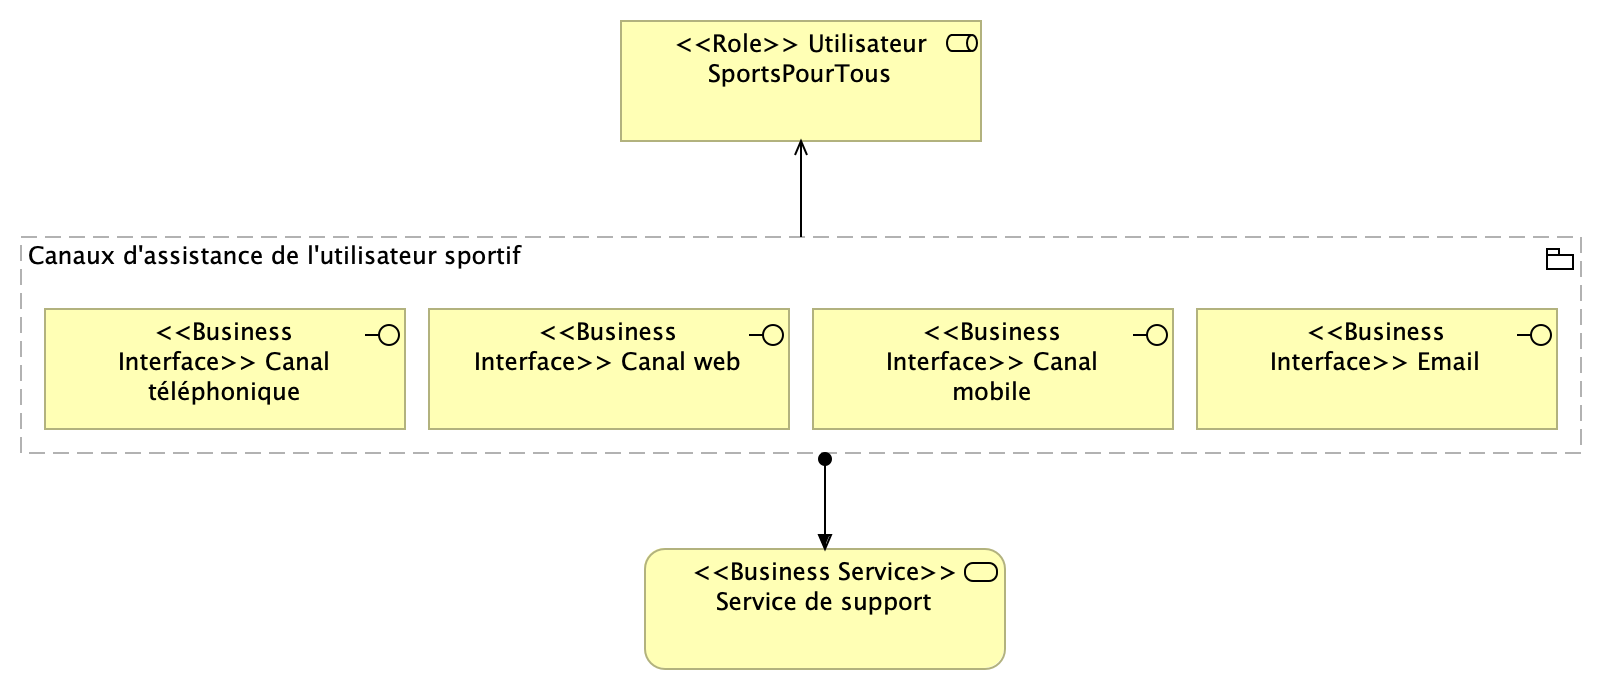 <<Role>> Utilisateur
SportsPourTous
Canaux d'assistance de l'utilisateur sportif
<<Business
Interface>> Canal
téléphonique
<<Business
Interface>> Canal web
<<Business
Interface>> Canal
mobile
<<Business
Interface>> Email
<<Business Service>>
Service de support